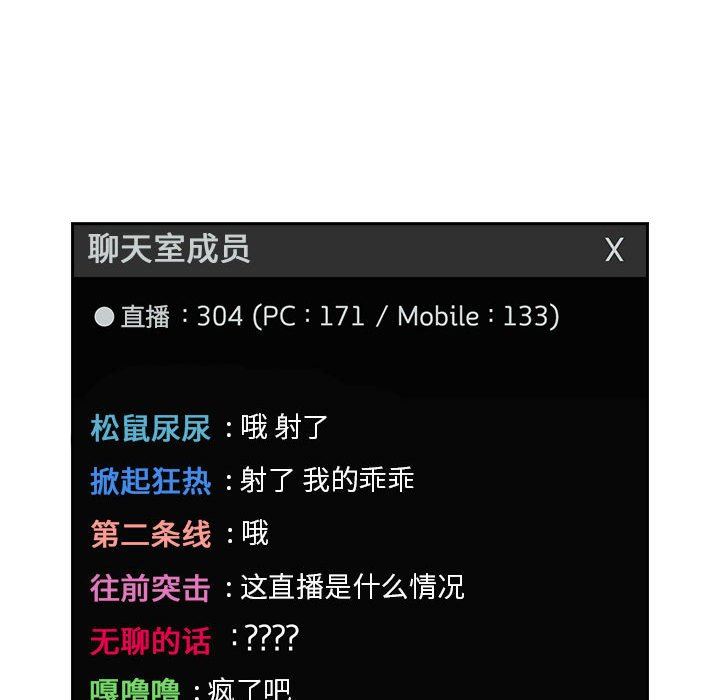 聊天室成员 X
●直播：304 (PC：171 / Mobile：133)
松鼠尿尿：哦 射了
掀起狂热：射了 我的乖乖
第二条线：哦
往前突击：这直播是什么情况
无聊的话：????
嘎噜噜：疯了吧